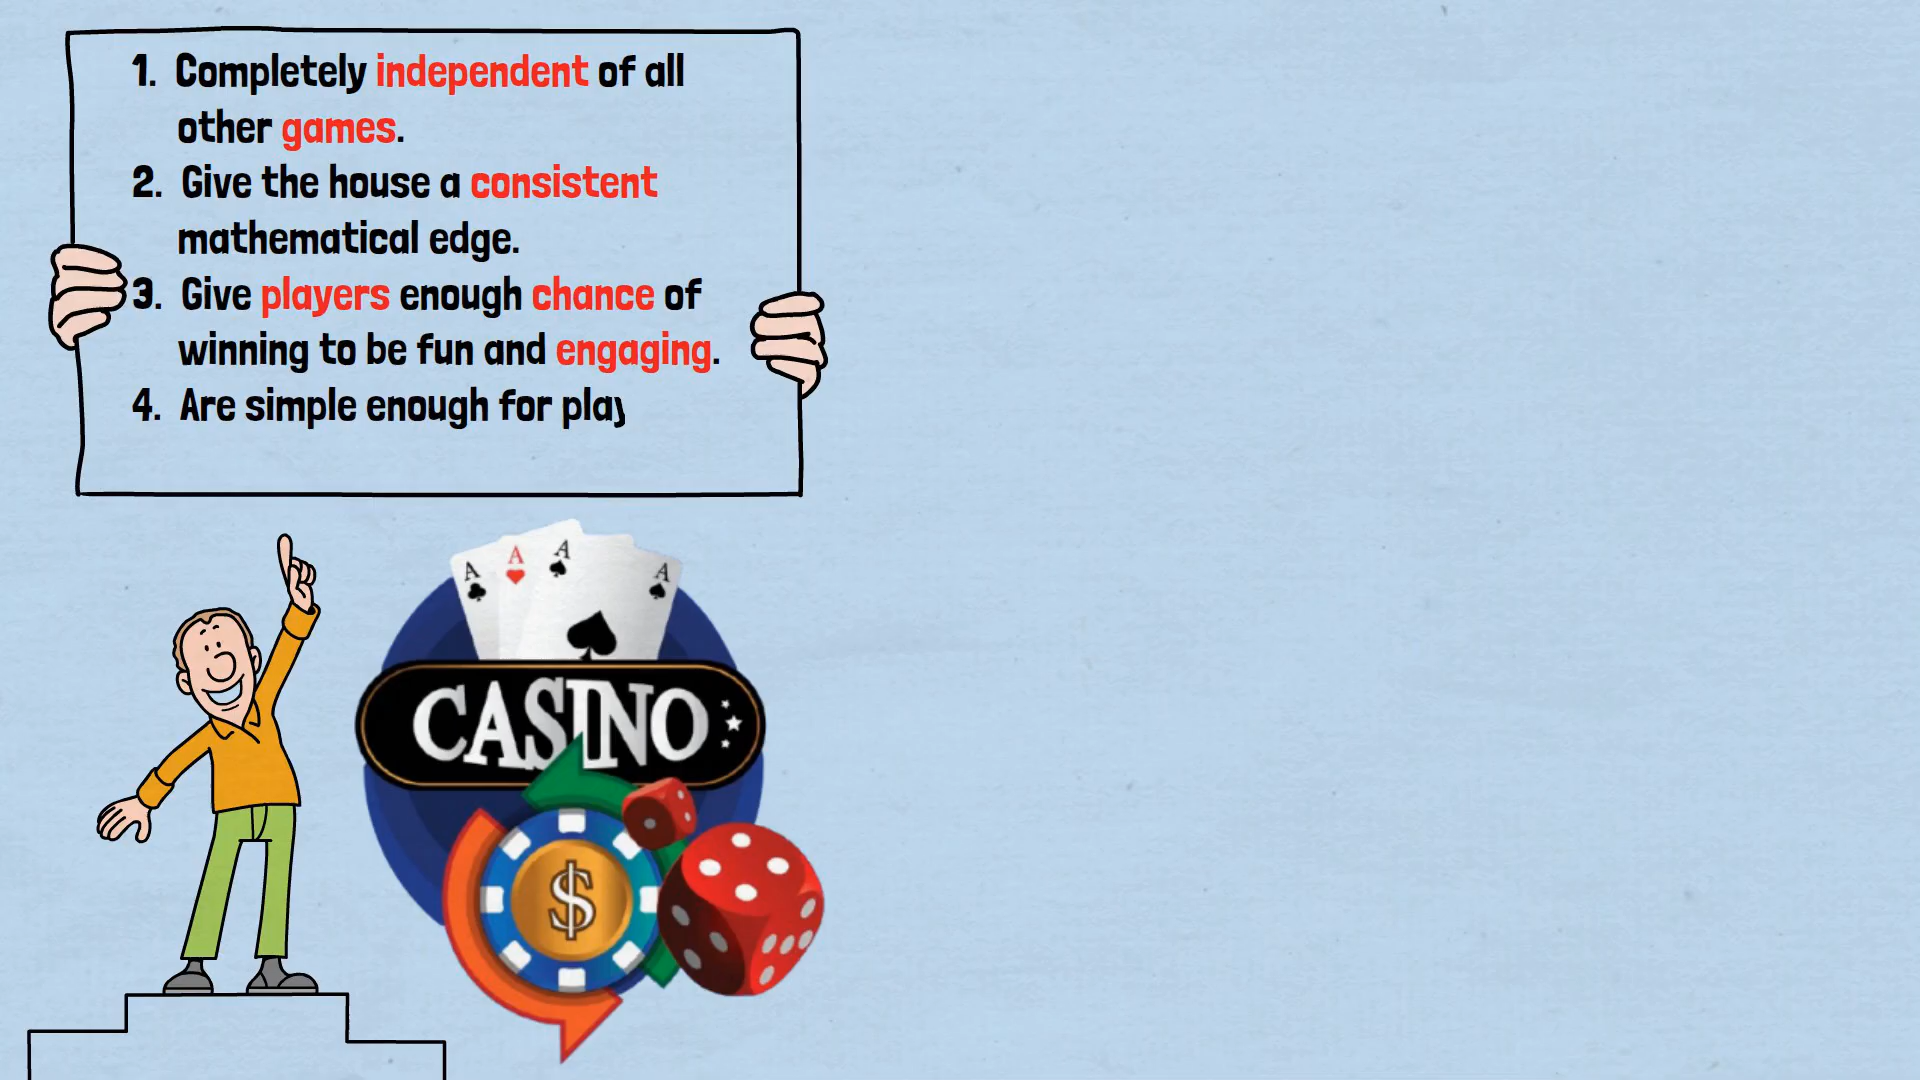 1. Completely independent of all
other games.
2. Give the house a consistent
mathematical edge.
3. Give players enough chance of
winning to be fun and engaging.
4. Are simple enough for play
A
A
A
A
CASINO
$